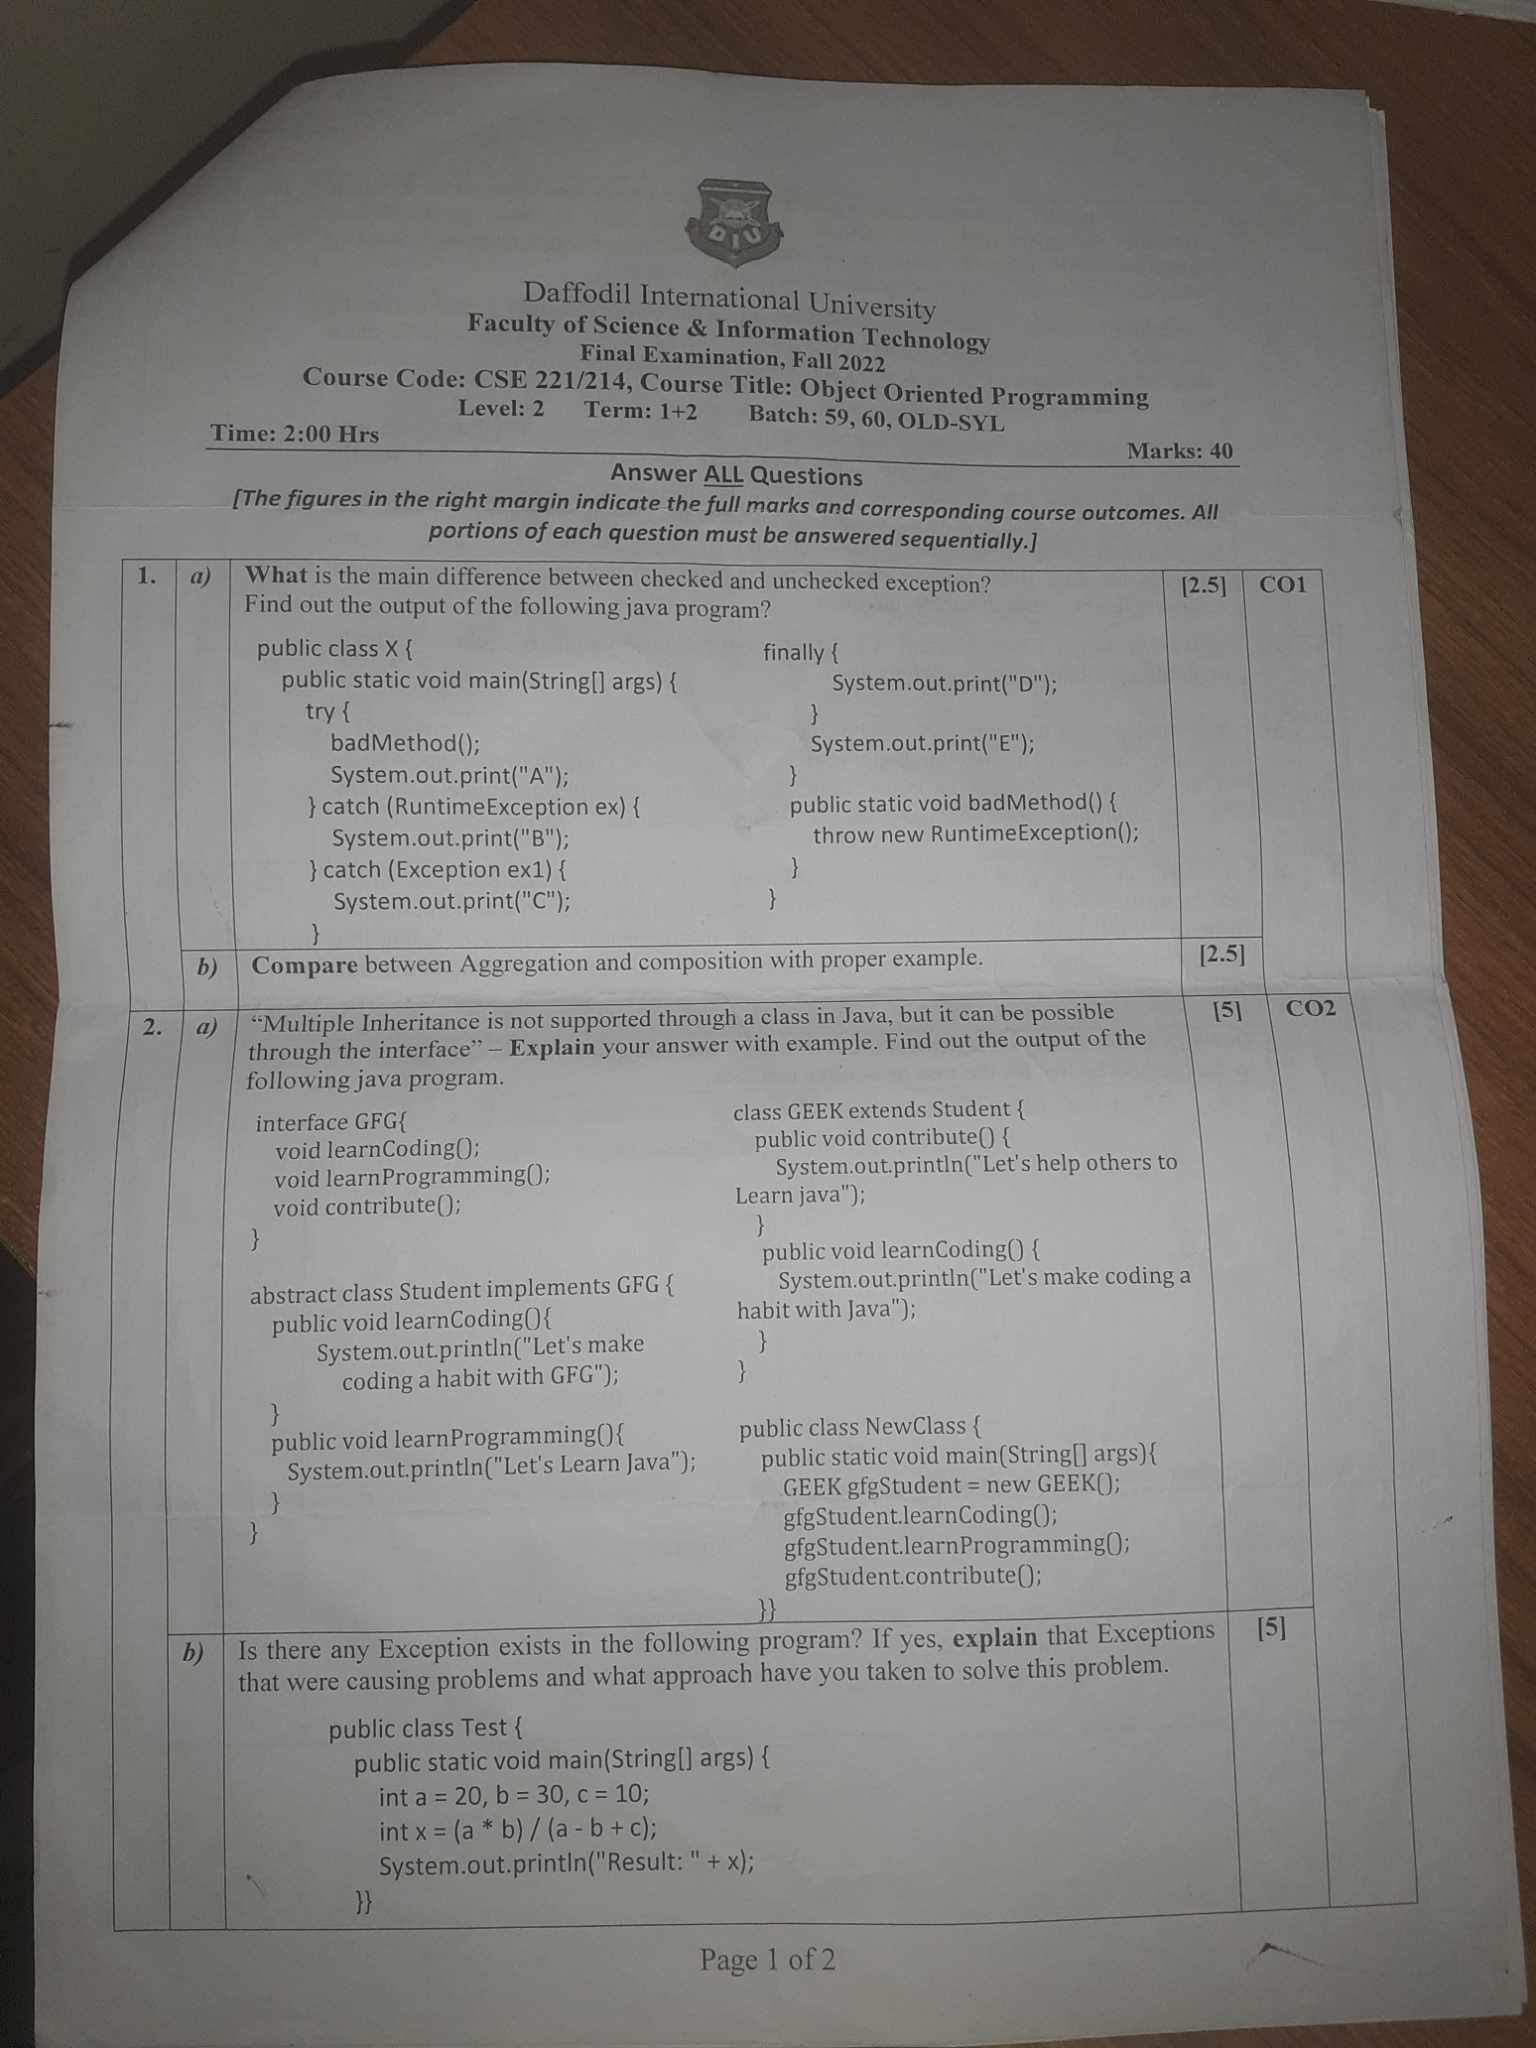 DIU
Daffodil International University
Faculty of Science & Information Technology
Final Examination, Fall 2022
Course Code: CSE 221/214, Course Title: Object Oriented Programming
Level: 2 Term: 1+2 Batch: 59, 60, OLD-SYL
Time: 2:00 Hrs Marks: 40
Answer ALL Questions
[The figures in the right margin indicate the full marks and corresponding course outcomes. All
portions of each question must be answered sequentially.]
1. a) What is the main difference between checked and unchecked exception? [2.5] CO1
Find out the output of the following java program?
public class X {
public static void main(String[] args) {
try {
badMethod();
System.out.print("A");
} catch (RuntimeException ex) {
System.out.print("B");
} catch (Exception ex1) {
System.out.print("C");
}
finally {
System.out.print("D");
}
System.out.print("E");
}
public static void badMethod() {
throw new RuntimeException();
}
}
b) Compare between Aggregation and composition with proper example. [2.5]
2. a) “Multiple Inheritance is not supported through a class in Java, but it can be possible [5] CO2
through the interface” – Explain your answer with example. Find out the output of the
following java program.
interface GFG{
void learnCoding();
void learnProgramming();
void contribute();
}
abstract class Student implements GFG {
public void learnCoding(){
System.out.println("Let's make
coding a habit with GFG");
}
public void learnProgramming(){
System.out.println("Let's Learn Java");
}
}
class GEEK extends Student {
public void contribute() {
System.out.println("Let's help others to
Learn java");
}
public void learnCoding() {
System.out.println("Let's make coding a
habit with Java");
}
}
public class NewClass {
public static void main(String[] args){
GEEK gfgStudent = new GEEK();
gfgStudent.learnCoding();
gfgStudent.learnProgramming();
gfgStudent.contribute();
}}
b) Is there any Exception exists in the following program? If yes, explain that Exceptions [5]
that were causing problems and what approach have you taken to solve this problem.
public class Test {
public static void main(String[] args) {
int a = 20, b = 30, c = 10;
int x = (a * b) / (a - b + c);
System.out.println("Result: " + x);
}}
Page 1 of 2